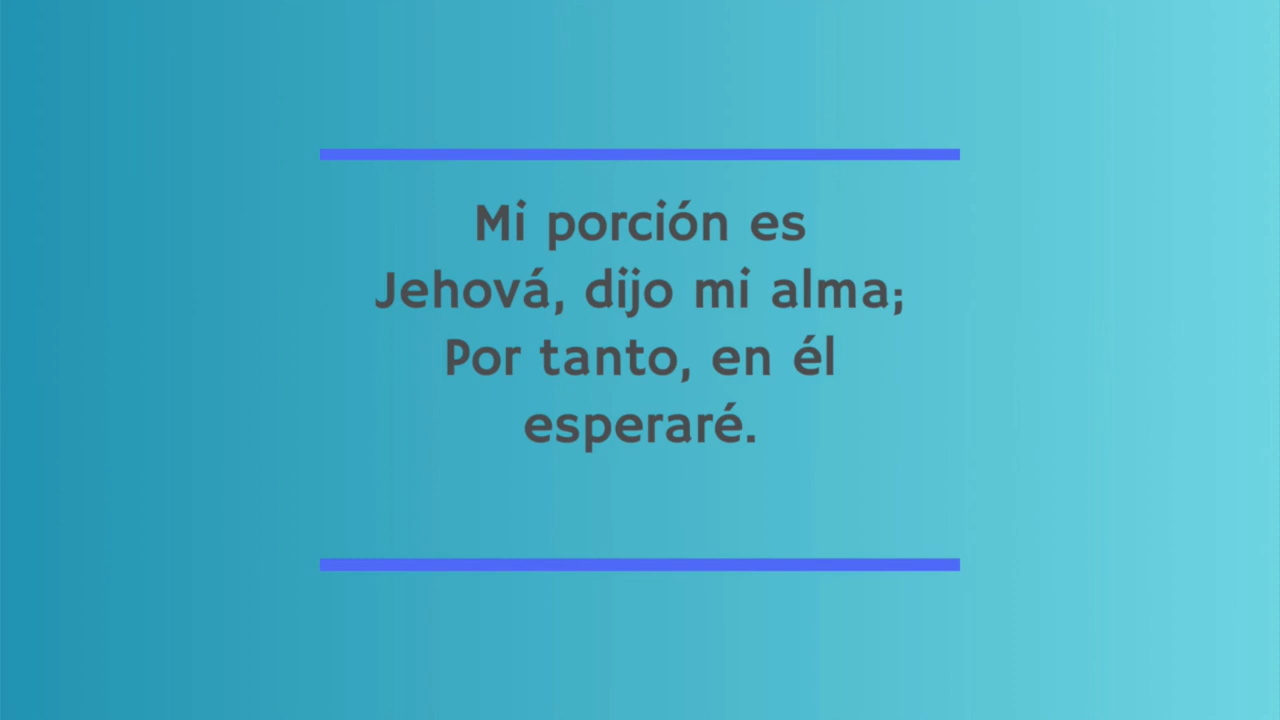 Mi porción es
Jehová, dijo mi alma;
Por tanto, en él
esperaré.